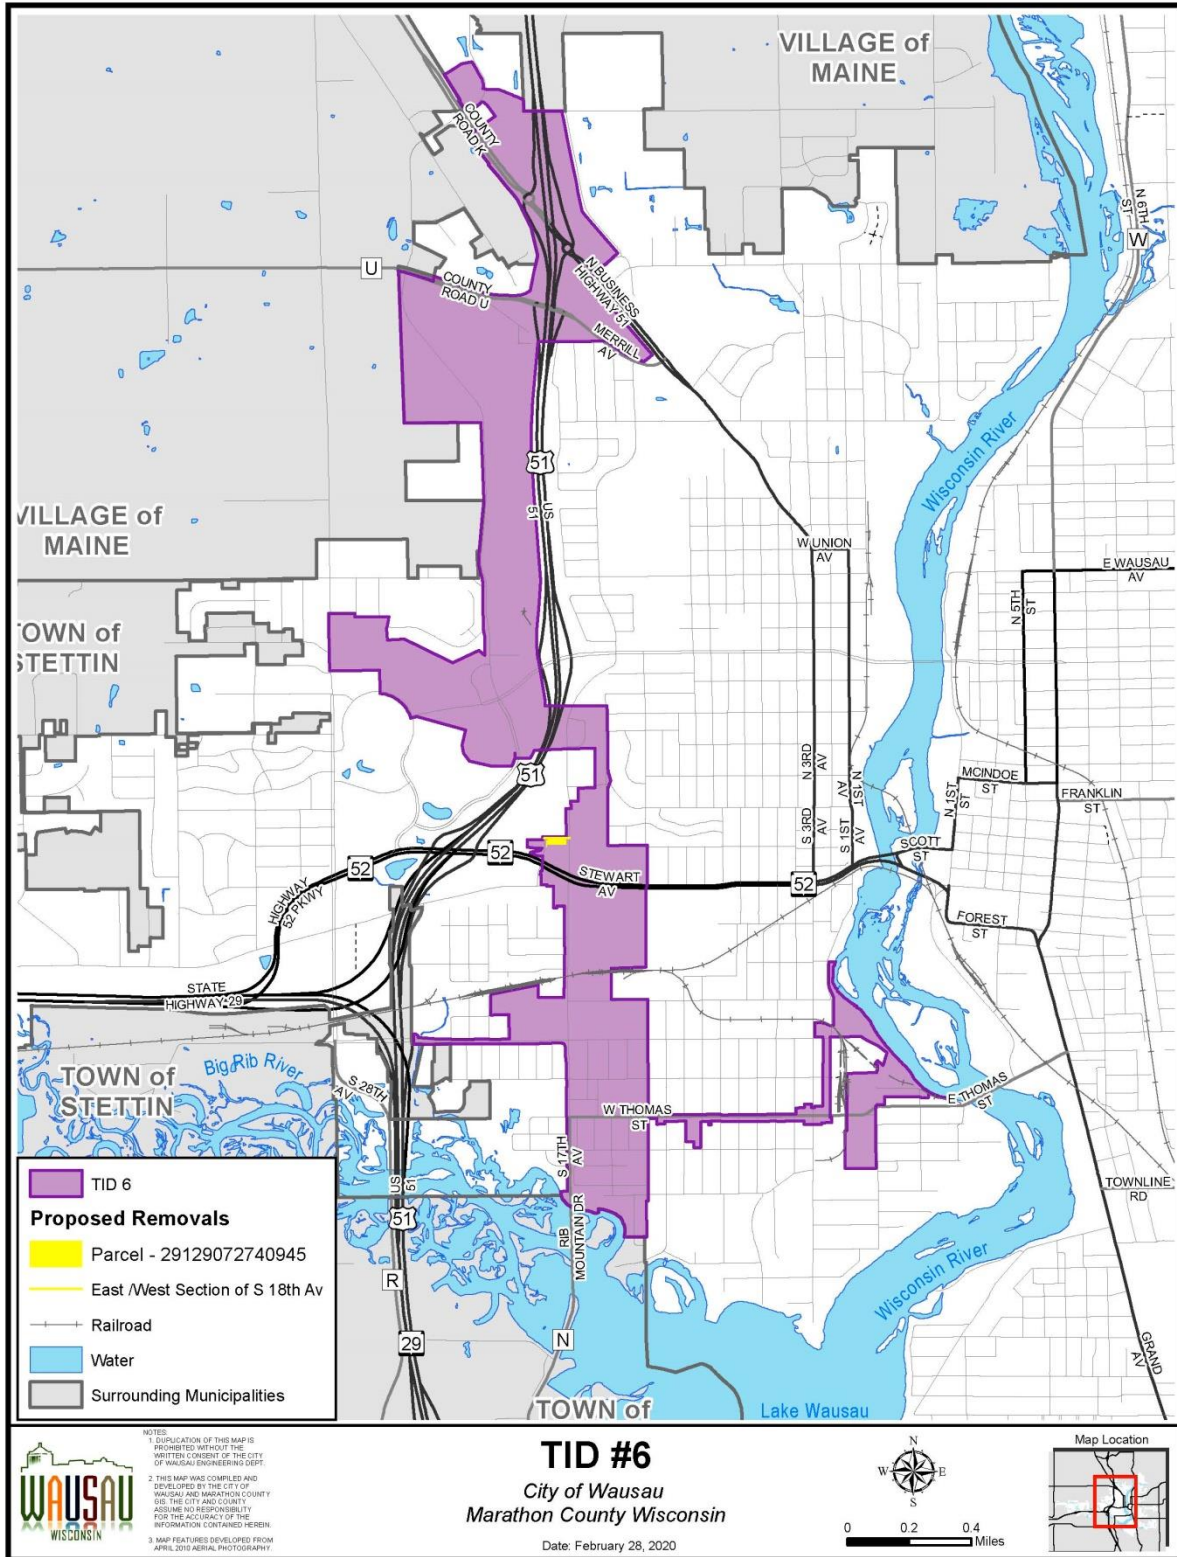 VILLAGE of
MAINE
COUNTY
ROAD K
N 6TH
ST
W
U
COUNTY
ROAD U
N BUSINESS
HIGHWAY 51
MERRILL
AV
51
US
51
Wisconsin River
VILLAGE of
MAINE
W UNION
AV
E WAUSAU
AV
N 5TH
ST
TOWN of
STETTIN
N 3RD
AV
N 1ST
AV
51
MCINDOE
ST
N 1ST
ST
FRANKLIN
ST
S 3RD
AV
S 1ST
AV
SCOTT
ST
52
52
STEWART
AV
52
HIGHWAY
52 PKWY
FOREST
ST
STATE
HIGHWAY 29
Big Rib River
TOWN of
STETTIN
S 28TH
AV
W THOMAS
ST
E THOMAS
ST
S 17TH
AV
TOWNLINE
RD
US
51
51
RIB
MOUNTAIN DR
Wisconsin River
R
29
N
GRAND
AV
TOWN of
Lake Wausau
TID 6
Proposed Removals
Parcel - 29129072740945
East /West Section of S 18th Av
Railroad
Water
Surrounding Municipalities
WAUSAU
WISCONSIN
NOTES:
1. DUPLICATION OF THIS MAP IS
PROHIBITED WITHOUT THE
WRITTEN CONSENT OF THE CITY
OF WAUSAU ENGINEERING DEPT.
2. THIS MAP WAS COMPILED AND
DEVELOPED BY THE CITY OF
WAUSAU AND MARATHON COUNTY
GIS. THE CITY AND COUNTY
ASSUME NO RESPONSIBILITY
FOR THE ACCURACY OF THE
INFORMATION CONTAINED HEREIN.
3. MAP FEATURES DEVELOPED FROM
APRIL 2010 AERIAL PHOTOGRAPHY.
TID #6
City of Wausau
Marathon County Wisconsin
Date: February 28, 2020
N
W E
S
0 0.2 0.4
Miles
Map Location